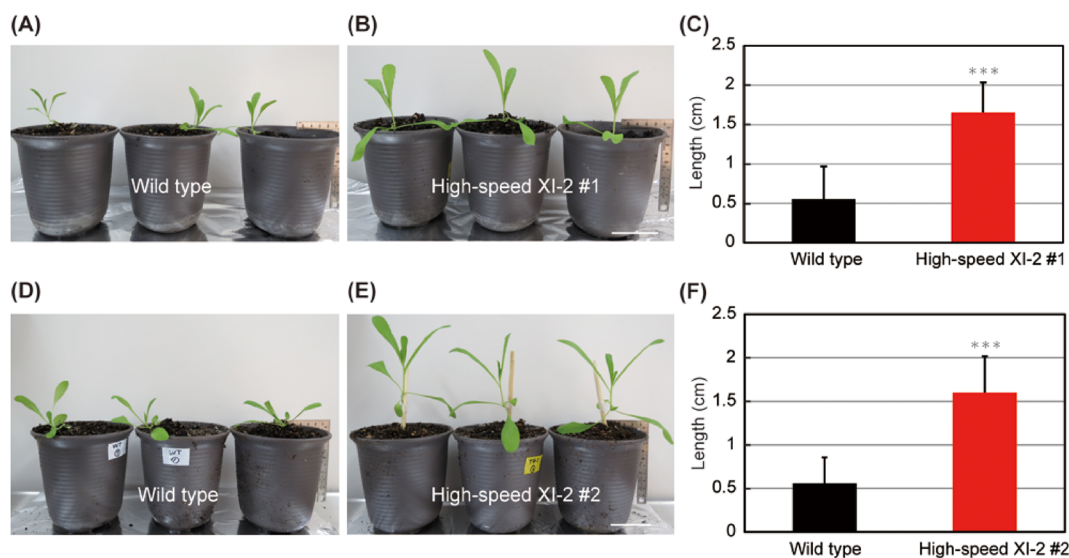 (A)
(B)
(C)
Wild type
High-speed XI-2 #1
Length (cm)
2.5
2
1.5
1
0.5
0
***
Wild type
High-speed XI-2 #1
(D)
(E)
(F)
WT
WT
Wild type
High-speed XI-2 #2
Length (cm)
2.5
2
1.5
1
0.5
0
***
Wild type
High-speed XI-2 #2